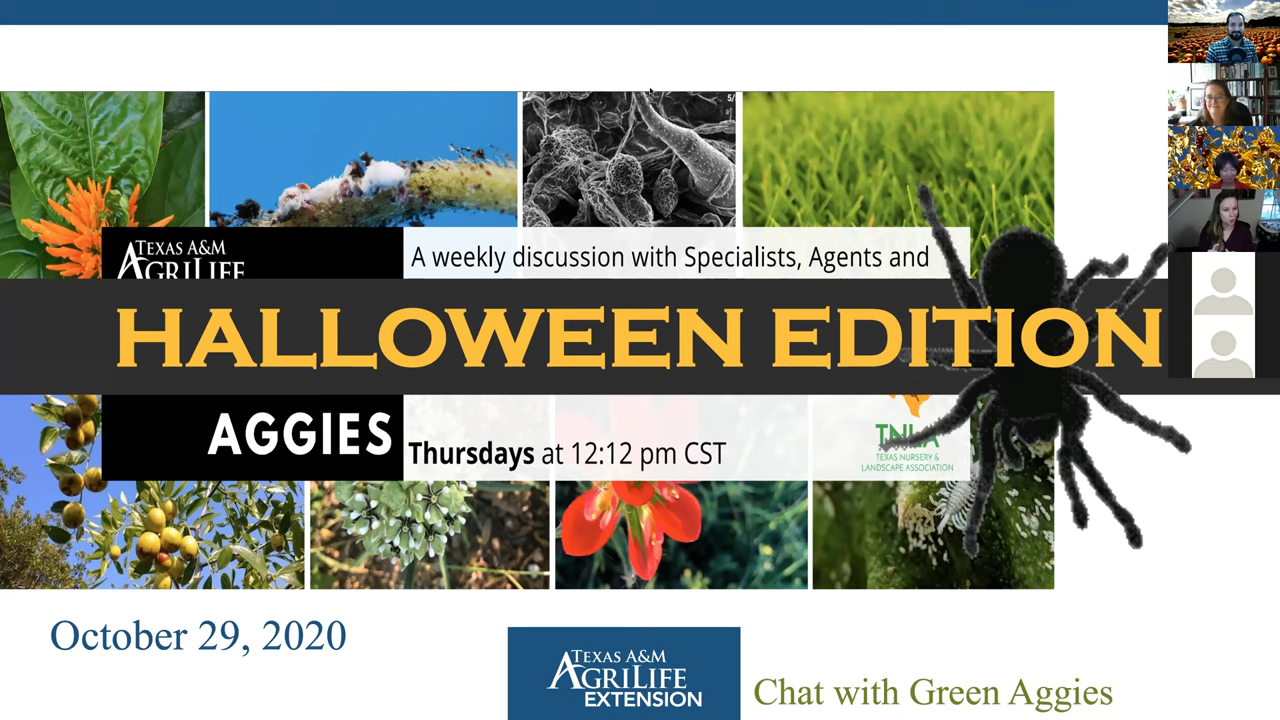 TEXAS A&M
AGRILIFE
A weekly discussion with Specialists, Agents and
HALLOWEEN EDITION
AGGIES
Thursdays at 12:12 pm CST
TNLA
TEXAS NURSERY &
LANDSCAPE ASSOCIATION
October 29, 2020
TEXAS A&M
AGRILIFE
EXTENSION
Chat with Green Aggies